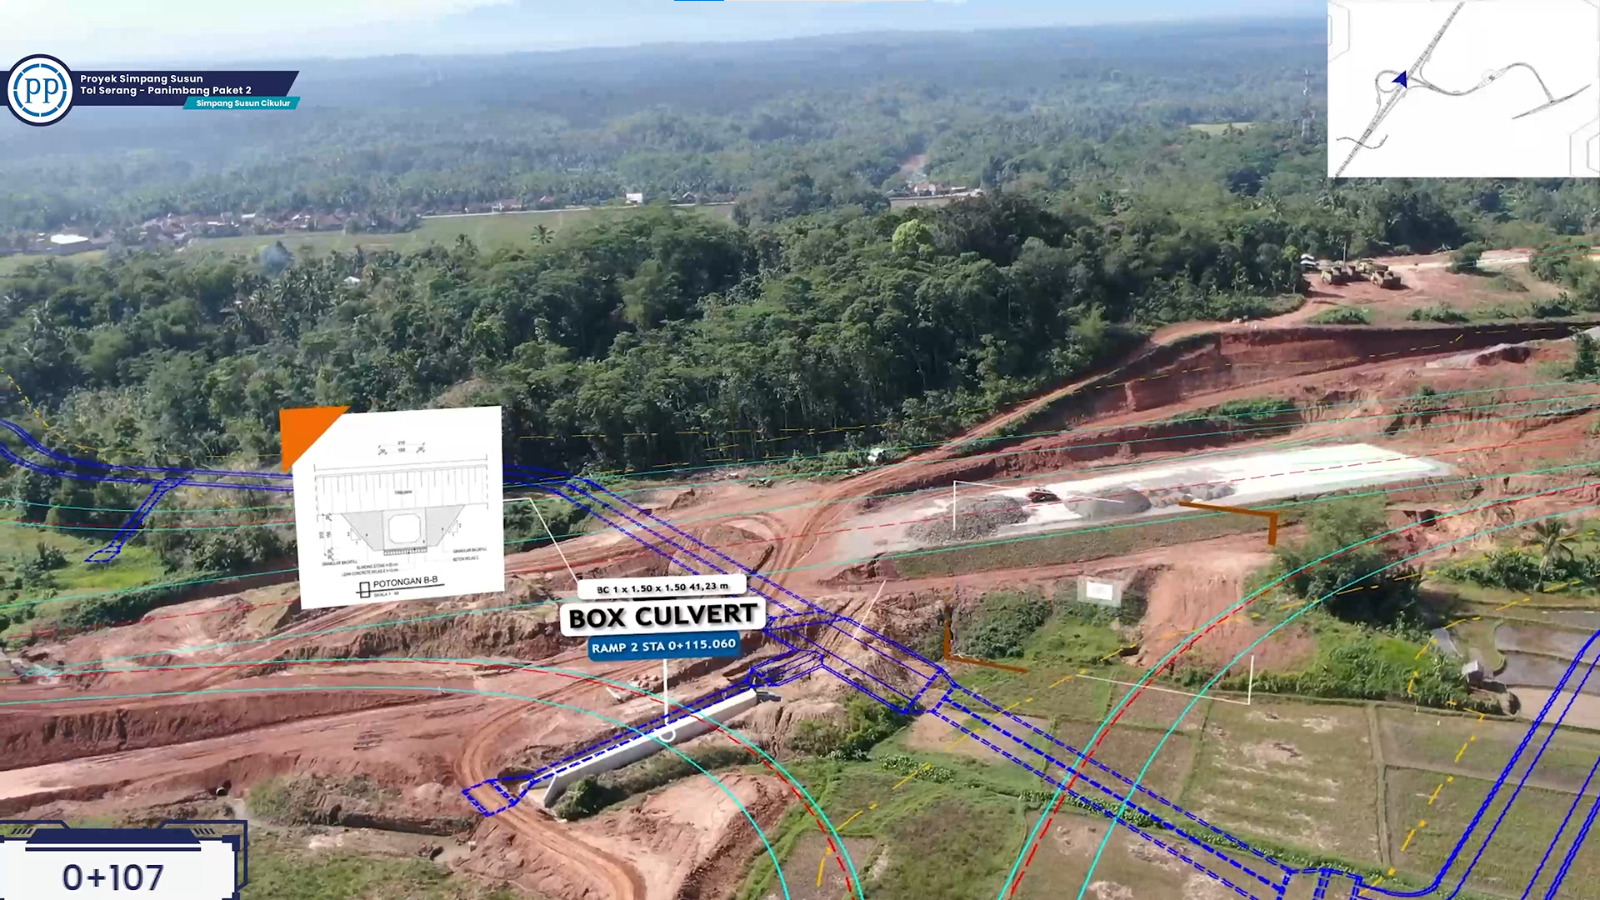 PP
Proyek Simpang Susun
Tol Serang - Panimbang Paket 2
Simpang Susun Cikulur
POTONGAN B-B
BC 1 x 1.50 x 1.50 41,23 m
BOX CULVERT
RAMP 2 STA 0+115.060
0+107